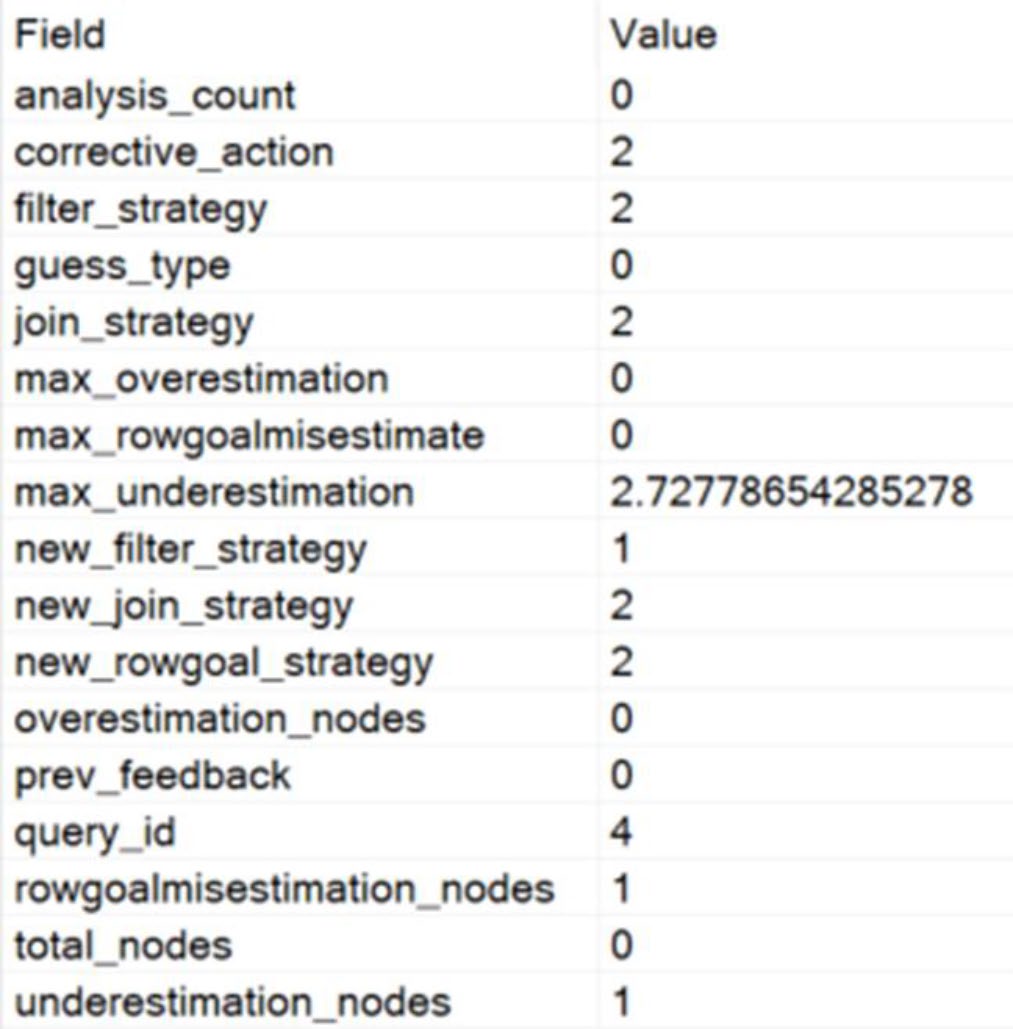 Field Value
analysis_count 0
corrective_action 2
filter_strategy 2
guess_type 0
join_strategy 2
max_overestimation 0
max_rowgoalmisestimate 0
max_underestimation 2.72778654285278
new_filter_strategy 1
new_join_strategy 2
new_rowgoal_strategy 2
overestimation_nodes 0
prev_feedback 0
query_id 4
rowgoalmisestimation_nodes 1
total_nodes 0
underestimation_nodes 1